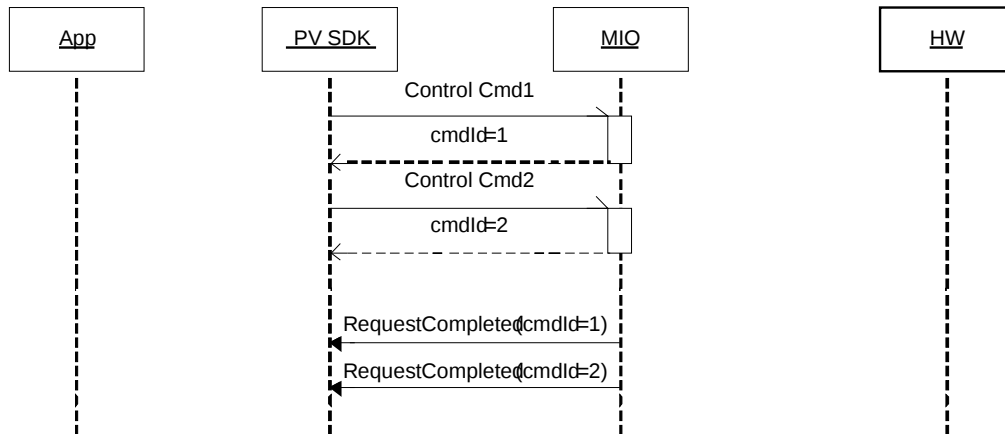 App
PV SDK
MIO
HW
Control Cmd1
cmdId=1
Control Cmd2
cmdId=2
RequestCompleted(cmdId=1)
RequestCompleted(cmdId=2)